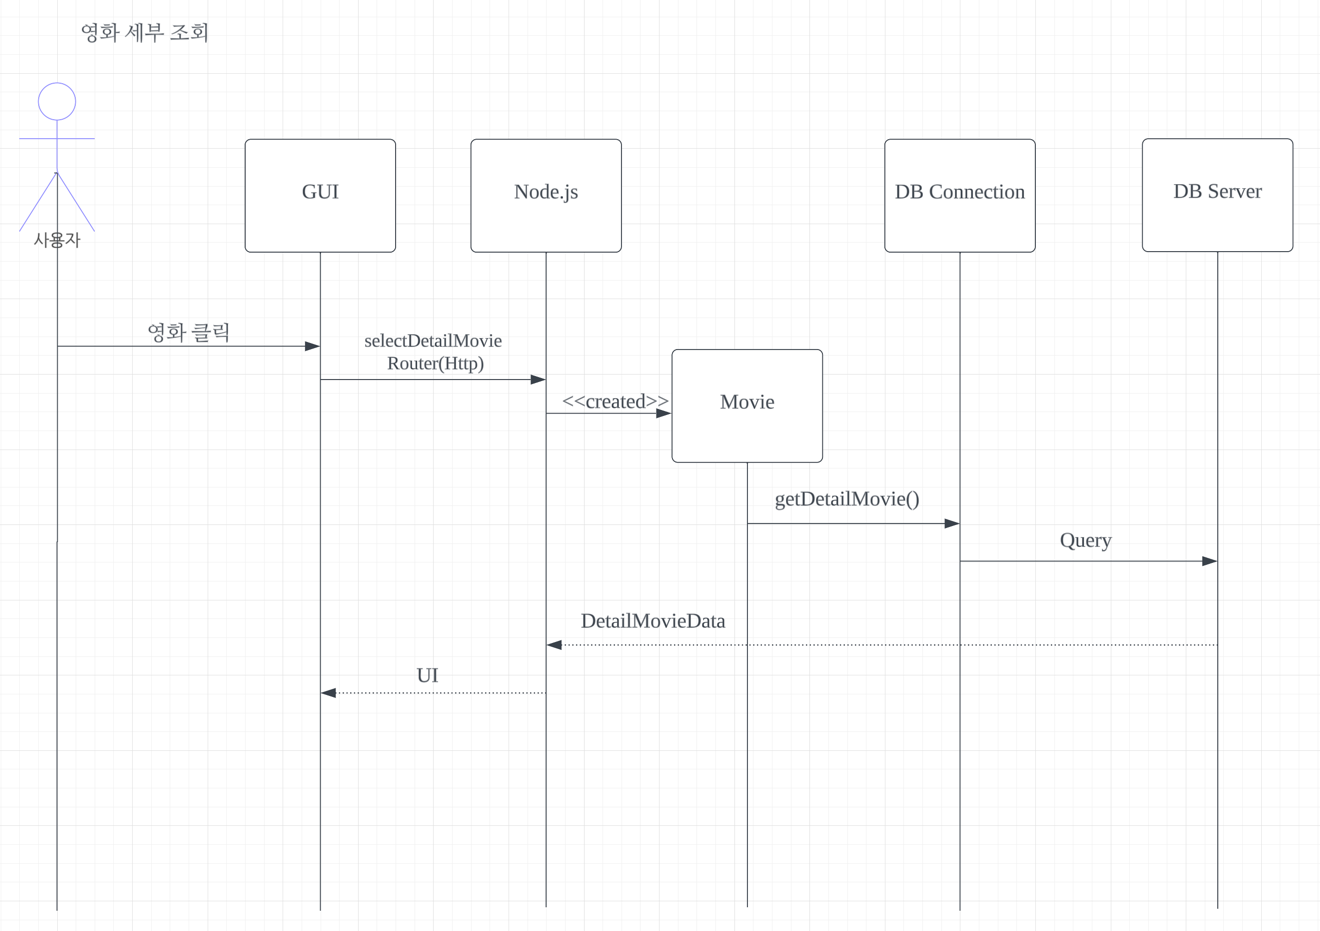 영화 세부 조회
사용자
GUI
Node.js
DB Connection
DB Server
영화 클릭
selectDetailMovie
Router(Http)
<<created>>
Movie
getDetailMovie()
Query
DetailMovieData
UI